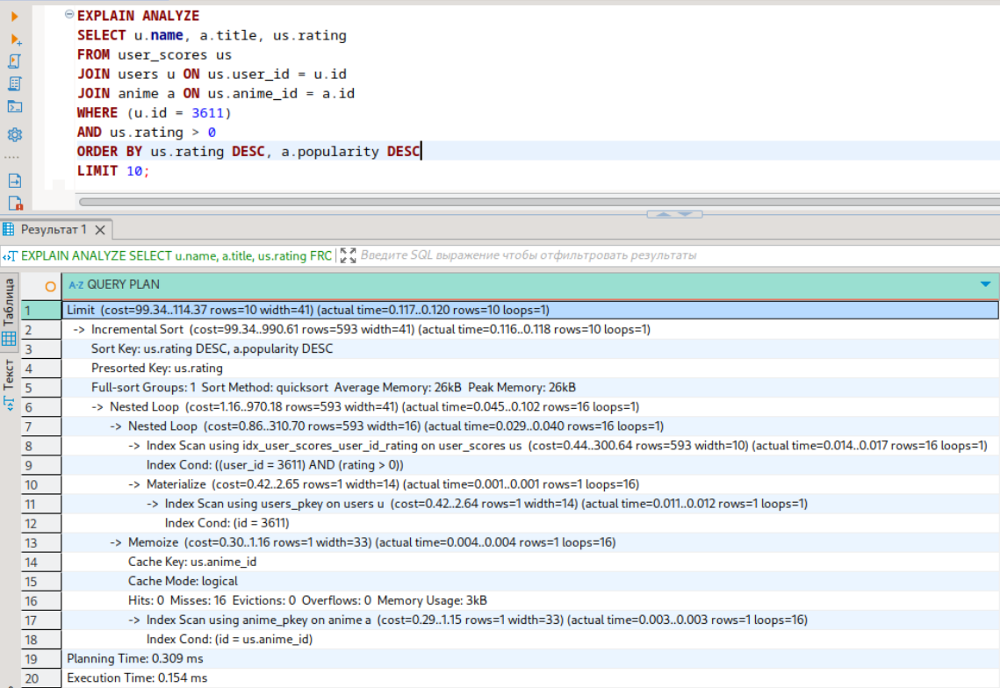 EXPLAIN ANALYZE
SELECT u.name, a.title, us.rating
FROM user_scores us
JOIN users u ON us.user_id = u.id
JOIN anime a ON us.anime_id = a.id
WHERE (u.id = 3611)
AND us.rating > 0
ORDER BY us.rating DESC, a.popularity DESC
LIMIT 10;
Результат 1
EXPLAIN ANALYZE SELECT u.name, a.title, us.rating FRC Введите SQL выражение чтобы отфильтровать результаты
Таблица
Текст
A-Z QUERY PLAN
1 Limit (cost=99.34..114.37 rows=10 width=41) (actual time=0.117..0.120 rows=10 loops=1)
2 -> Incremental Sort (cost=99.34..990.61 rows=593 width=41) (actual time=0.116..0.118 rows=10 loops=1)
3 Sort Key: us.rating DESC, a.popularity DESC
4 Presorted Key: us.rating
5 Full-sort Groups: 1 Sort Method: quicksort Average Memory: 26kB Peak Memory: 26kB
6 -> Nested Loop (cost=1.16..970.18 rows=593 width=41) (actual time=0.045..0.102 rows=16 loops=1)
7 -> Nested Loop (cost=0.86..310.70 rows=593 width=16) (actual time=0.029..0.040 rows=16 loops=1)
8 -> Index Scan using idx_user_scores_user_id_rating on user_scores us (cost=0.44..300.64 rows=593 width=10) (actual time=0.014..0.017 rows=16 loops=1)
9 Index Cond: ((user_id = 3611) AND (rating > 0))
10 -> Materialize (cost=0.42..2.65 rows=1 width=14) (actual time=0.001..0.001 rows=1 loops=16)
11 -> Index Scan using users_pkey on users u (cost=0.42..2.64 rows=1 width=14) (actual time=0.011..0.012 rows=1 loops=1)
12 Index Cond: (id = 3611)
13 -> Memoize (cost=0.30..1.16 rows=1 width=33) (actual time=0.004..0.004 rows=1 loops=16)
14 Cache Key: us.anime_id
15 Cache Mode: logical
16 Hits: 0 Misses: 16 Evictions: 0 Overflows: 0 Memory Usage: 3kB
17 -> Index Scan using anime_pkey on anime a (cost=0.29..1.15 rows=1 width=33) (actual time=0.003..0.003 rows=1 loops=16)
18 Index Cond: (id = us.anime_id)
19 Planning Time: 0.309 ms
20 Execution Time: 0.154 ms